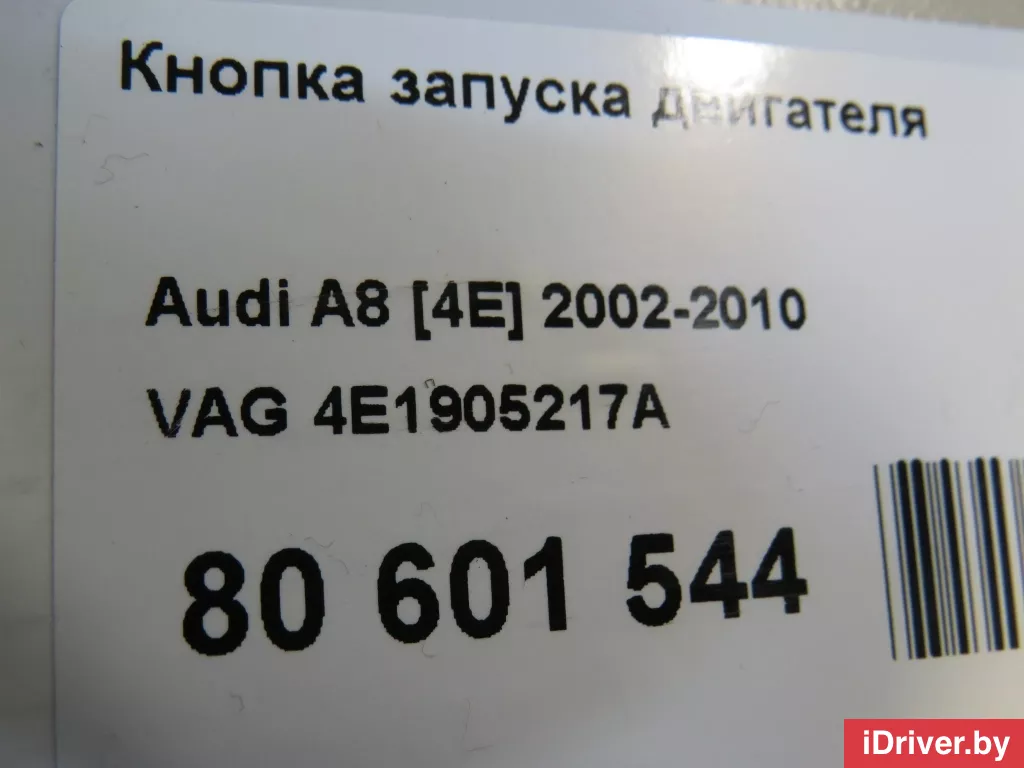 Кнопка запуска двигателя
Audi A8 [4E] 2002-2010
VAG 4E1905217A
80 601 544
iDriver.by